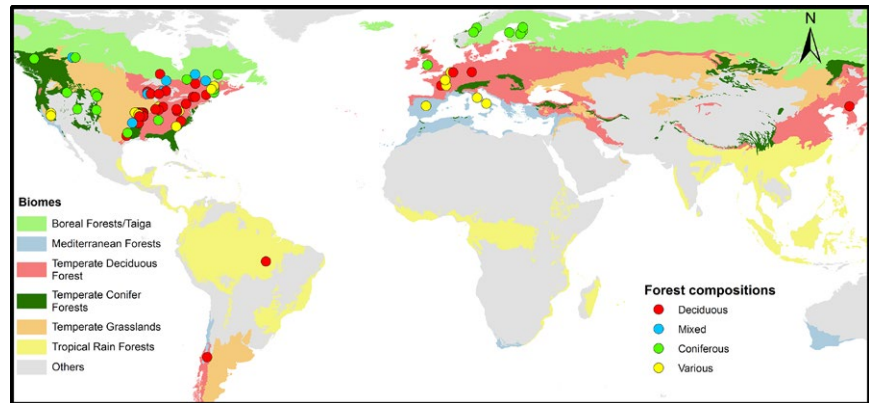 N
Biomes
Boreal Forests/Taiga
Mediterranean Forests
Temperate Deciduous
Forest
Temperate Conifer
Forests
Temperate Grasslands
Tropical Rain Forests
Others
Forest compositions
Deciduous
Mixed
Coniferous
Various